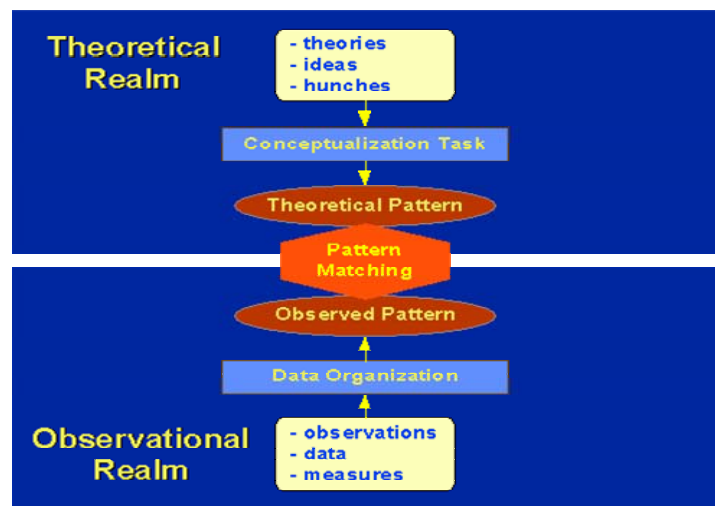 Theoretical
Realm
- theories
- ideas
- hunches
Conceptualization Task
Theoretical Pattern
Pattern
Matching
Observed Pattern
Data Organization
Observational
Realm
- observations
- data
- measures